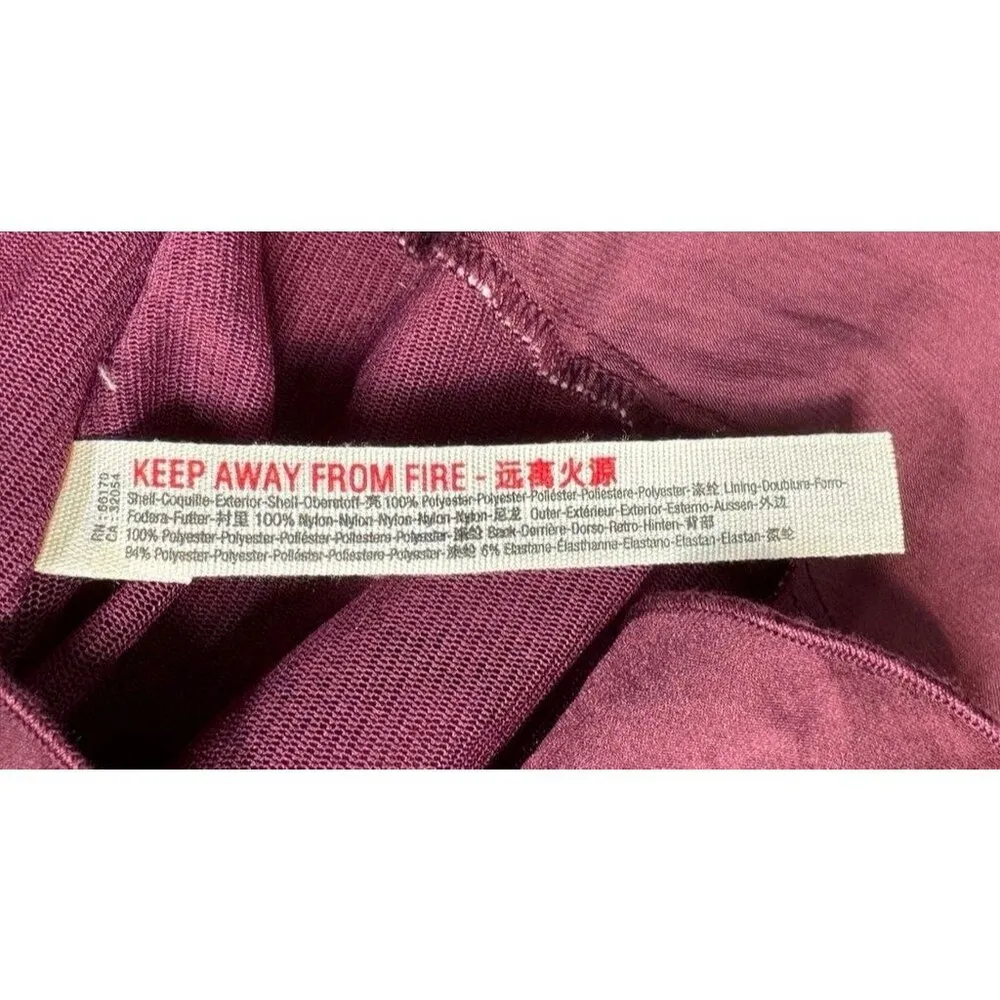 KEEP AWAY FROM FIRE - 远离火源
RN - 66170
CA - 32054
Shell-Coquille-Exterior-Shell-Oberstoff-壳 100% Polyester-Polyester-Poliéster-Poliestere-Polyester-涤纶 Lining-Doublure-Forro-
Fodera-Futter-衬里 100% Nylon-Nylon-Nylon-Nylon-Nylon-尼龙 Outer-Extérieur-Exterior-Esterno-Aussen-外边
100% Polyester-Polyester-Poliéster-Poliestere-Polyester-涤纶 Back-Derrière-Dorso-Retro-Hinten-背部
94% Polyester-Polyester-Poliéster-Poliestere-Polyester-涤纶 6% Elastane-Élasthanne-Elastano-Elastan-Elastan-氨纶